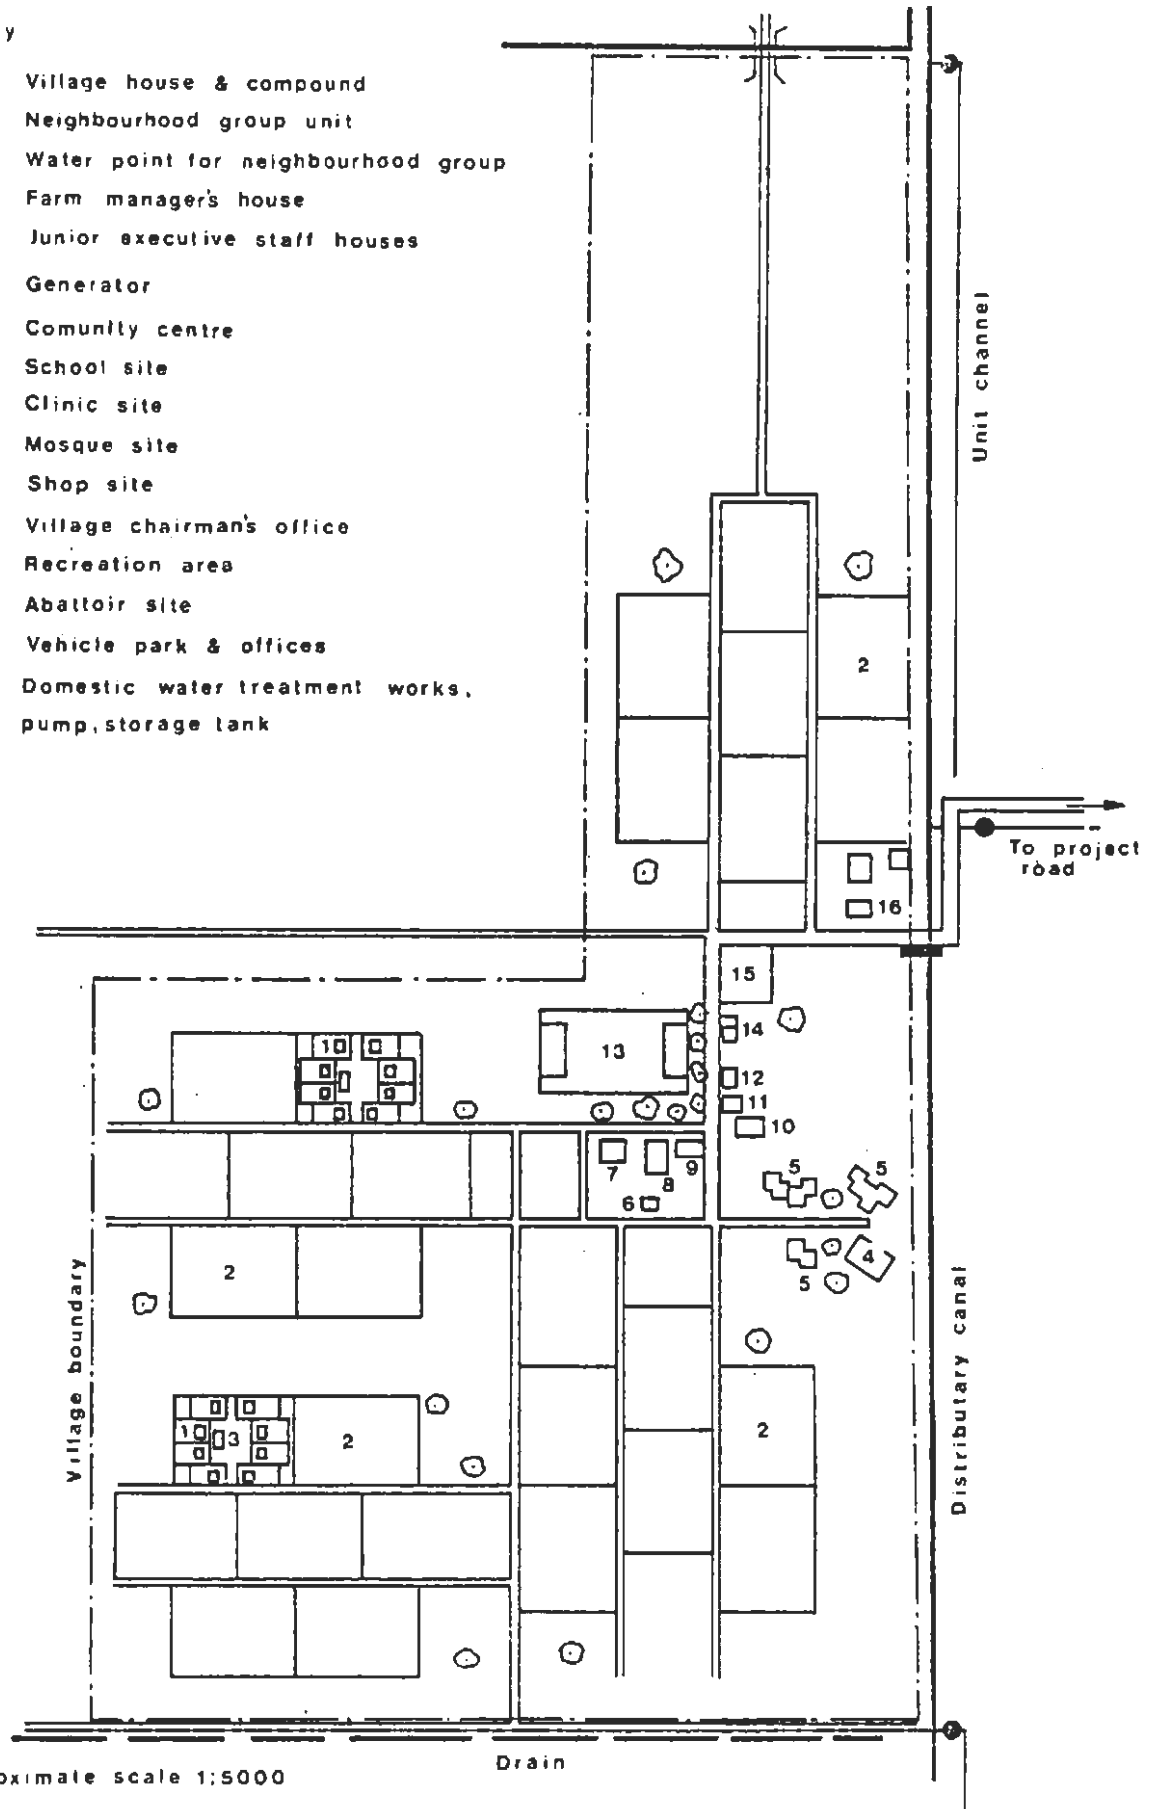 y
Village house & compound
Neighbourhood group unit
Water point for neighbourhood group
Farm manager's house
Junior executive staff houses
Generator
Comunity centre
School site
Clinic site
Mosque site
Shop site
Village chairman's office
Recreation area
Abattoir site
Vehicle park & offices
Domestic water treatment works,
pump, storage tank
Unit channel
2
To project
road
16
15
14
13
1
12
11
10
7
8
9
6
5
5
4
5
2
Village boundary
Distributary canal
1
3
2
2
Drain
oximate scale 1:5000